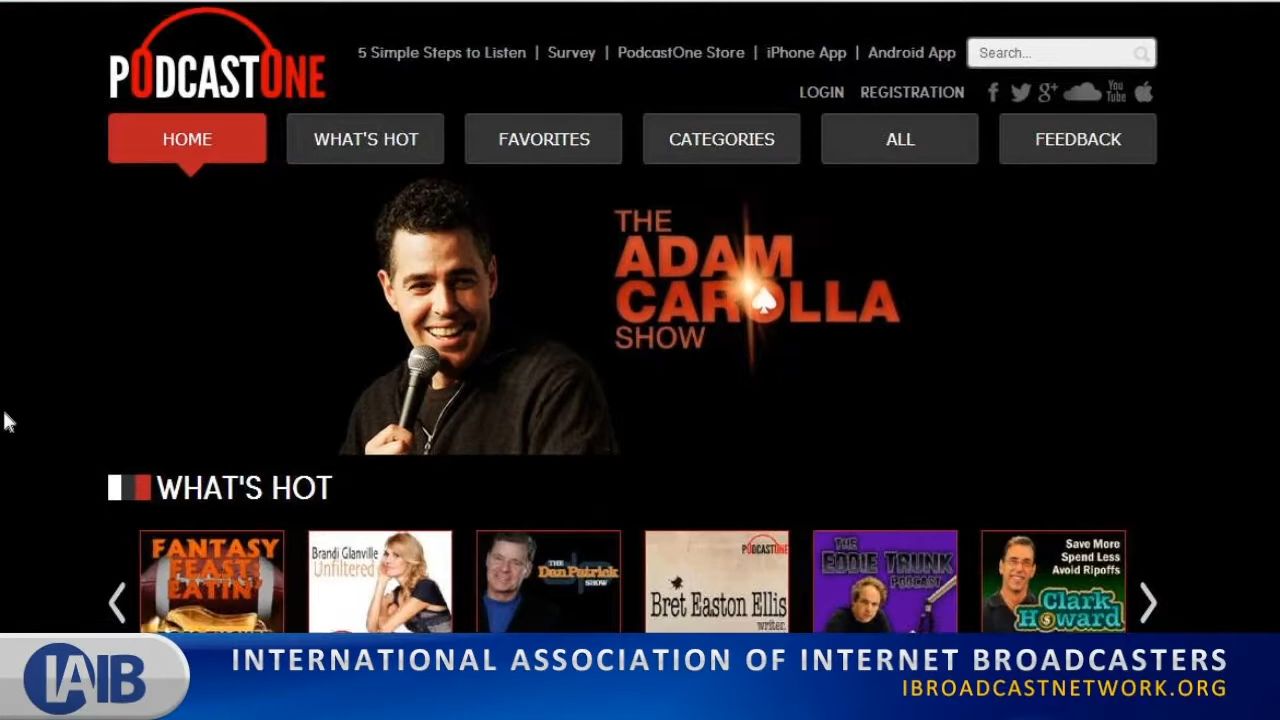 PODCASTONE
5 Simple Steps to Listen | Survey | PodcastOne Store | iPhone App | Android App
Search...
LOGIN REGISTRATION
You
Tube
HOME WHAT'S HOT FAVORITES CATEGORIES ALL FEEDBACK
THE
ADAM
CAROLLA
SHOW
WHAT'S HOT
FANTASY
FEAST:
EATIN'
Brandi Glanville
Unfiltered
THE
Dan Patrick
SHOW
PODCASTONE
Bret Easton Ellis
writer.
THE
EDDIE TRUNK
PODCAST
Save More
Spend Less
Avoid Ripoffs
Clark
Howard
IAIB
INTERNATIONAL ASSOCIATION OF INTERNET BROADCASTERS
IBROADCASTNETWORK.ORG